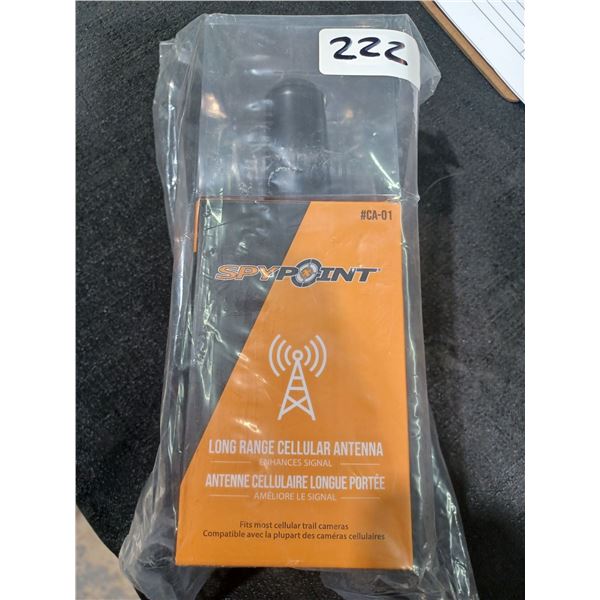 222
#CA-01
SPYPOINT
LONG RANGE CELLULAR ANTENNA
ENHANCES SIGNAL
ANTENNE CELLULAIRE LONGUE PORTÉE
AMÉLIORE LE SIGNAL
Fits most cellular trail cameras
Compatible avec la plupart des caméras cellulaires